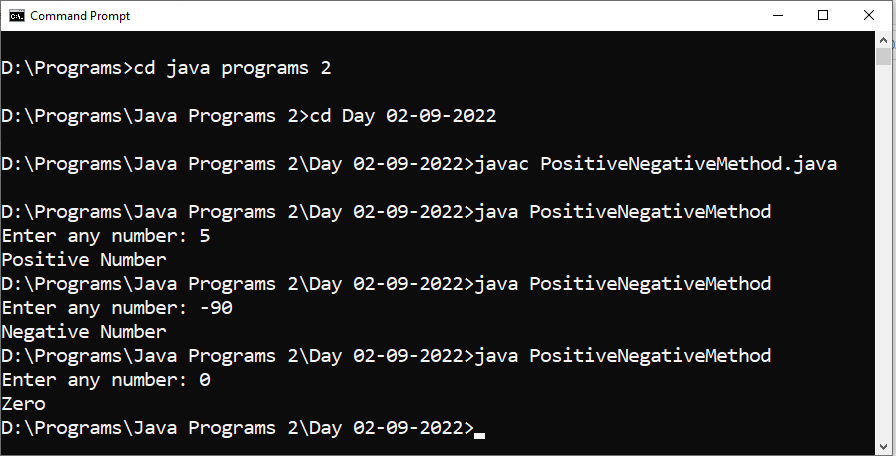 Command Prompt
D:\Programs>cd java programs 2
D:\Programs\Java Programs 2>cd Day 02-09-2022
D:\Programs\Java Programs 2\Day 02-09-2022>javac PositiveNegativeMethod.java
D:\Programs\Java Programs 2\Day 02-09-2022>java PositiveNegativeMethod
Enter any number: 5
Positive Number
D:\Programs\Java Programs 2\Day 02-09-2022>java PositiveNegativeMethod
Enter any number: -90
Negative Number
D:\Programs\Java Programs 2\Day 02-09-2022>java PositiveNegativeMethod
Enter any number: 0
Zero
D:\Programs\Java Programs 2\Day 02-09-2022>